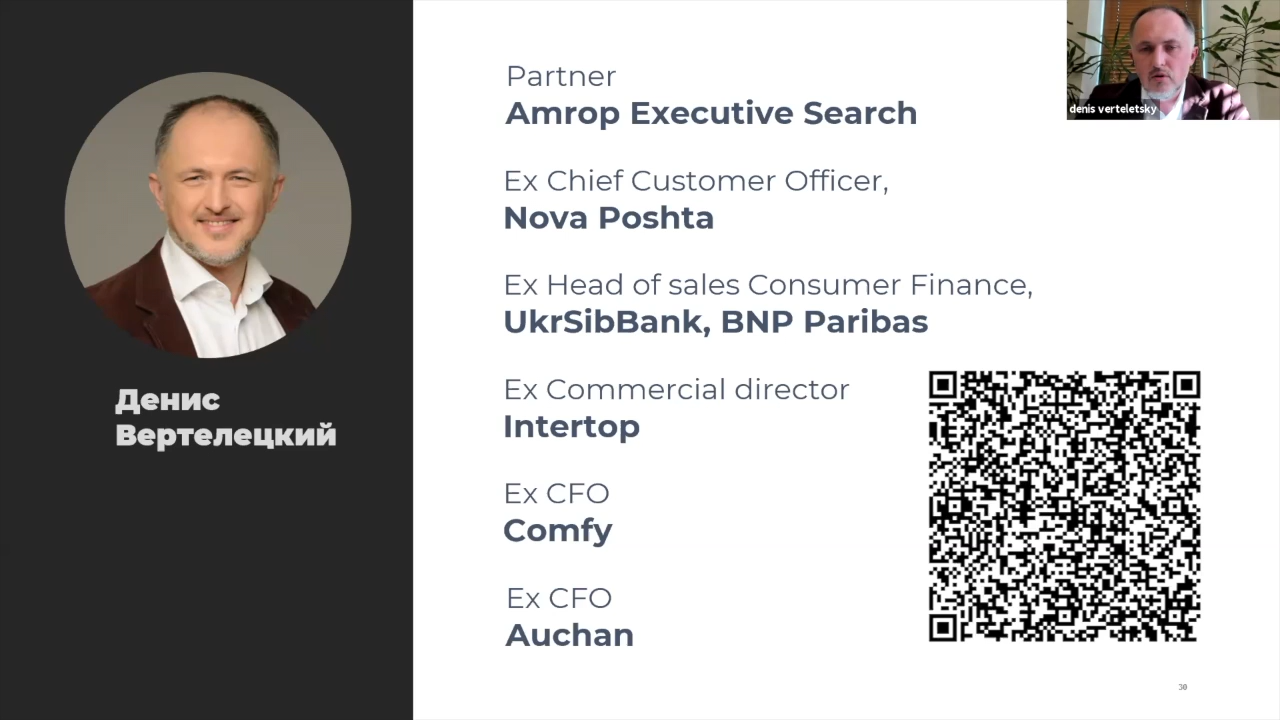 Partner
Amrop Executive Search
denis verteletsky
Ex Chief Customer Officer,
Nova Poshta
Ex Head of sales Consumer Finance,
UkrSibBank, BNP Paribas
Денис
Вертелецкий
Ex Commercial director
Intertop
Ex CFO
Comfy
Ex CFO
Auchan
30